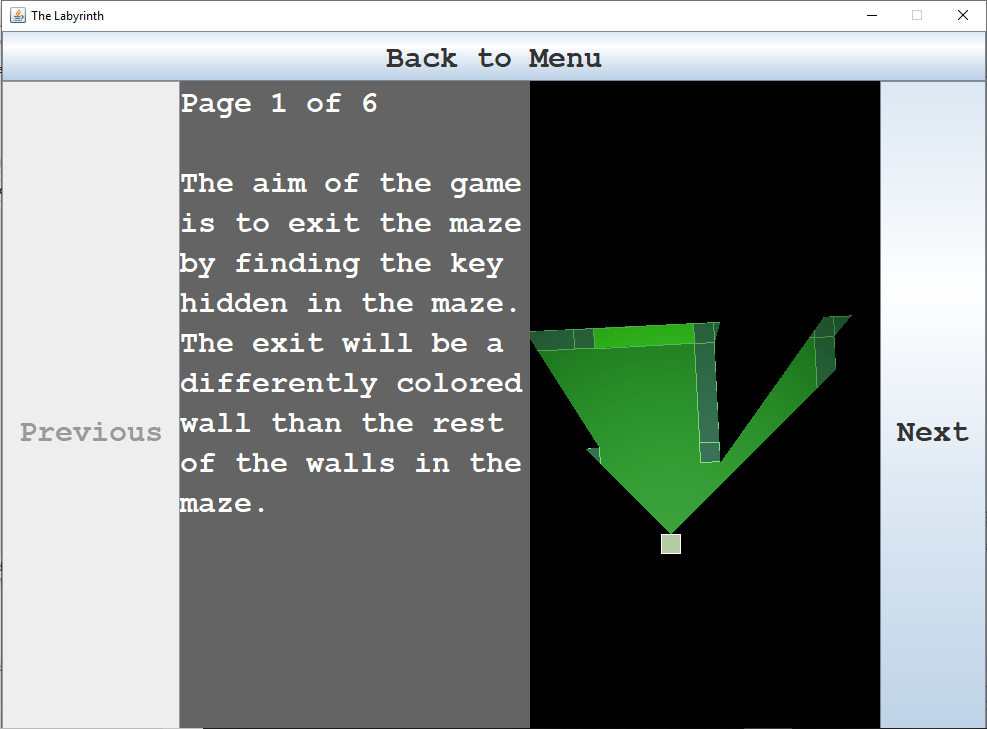 The Labyrinth
Back to Menu
Previous
Page 1 of 6
The aim of the game
is to exit the maze
by finding the key
hidden in the maze.
The exit will be a
differently colored
wall than the rest
of the walls in the
maze.
Next